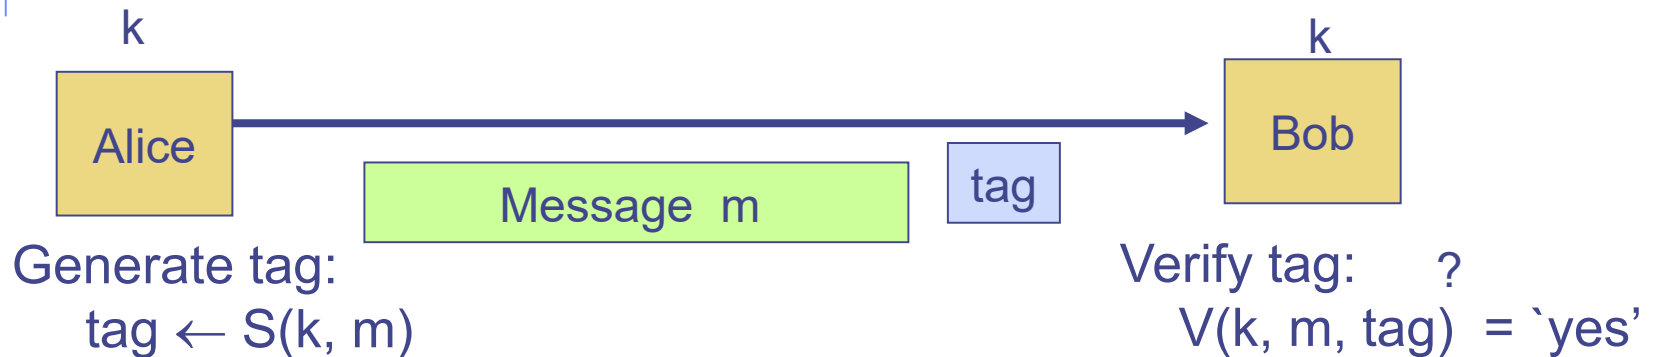 k
k
Alice
Bob
Message m
tag
Generate tag:
tag ← S(k, m)
Verify tag: ?
V(k, m, tag) = `yes’